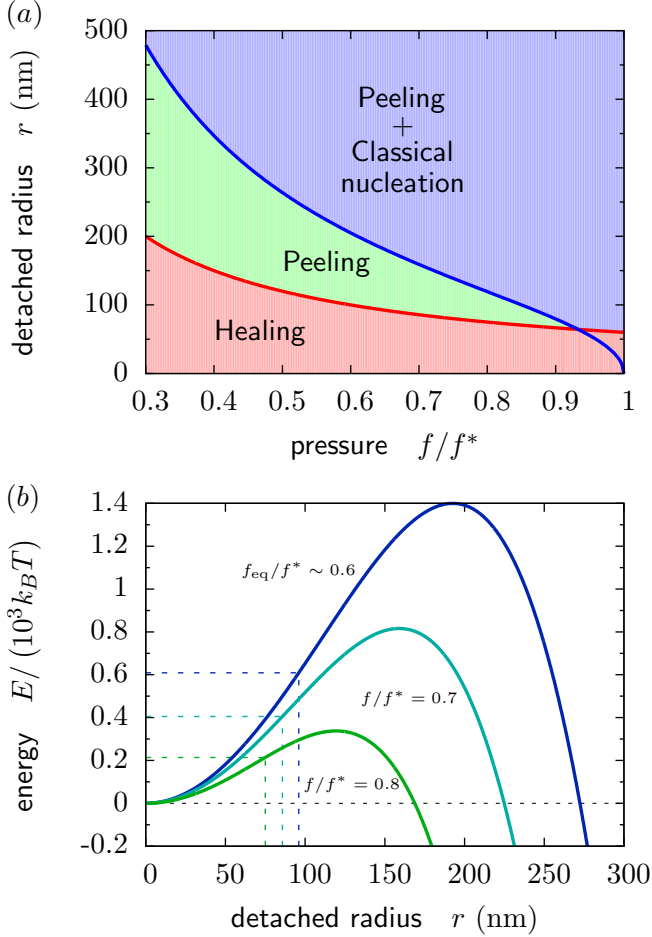 (a)
detached radius r (nm)
500
400
300
200
100
0
Peeling
+
Classical
nucleation
Peeling
Healing
0.3 0.4 0.5 0.6 0.7 0.8 0.9 1
pressure f/f*
(b)
energy E/(10³k_BT)
1.4
1.2
1
0.8
0.6
0.4
0.2
0
-0.2
f_eq/f* ∼ 0.6
f/f* = 0.7
f/f* = 0.8
0 50 100 150 200 250 300
detached radius r (nm)